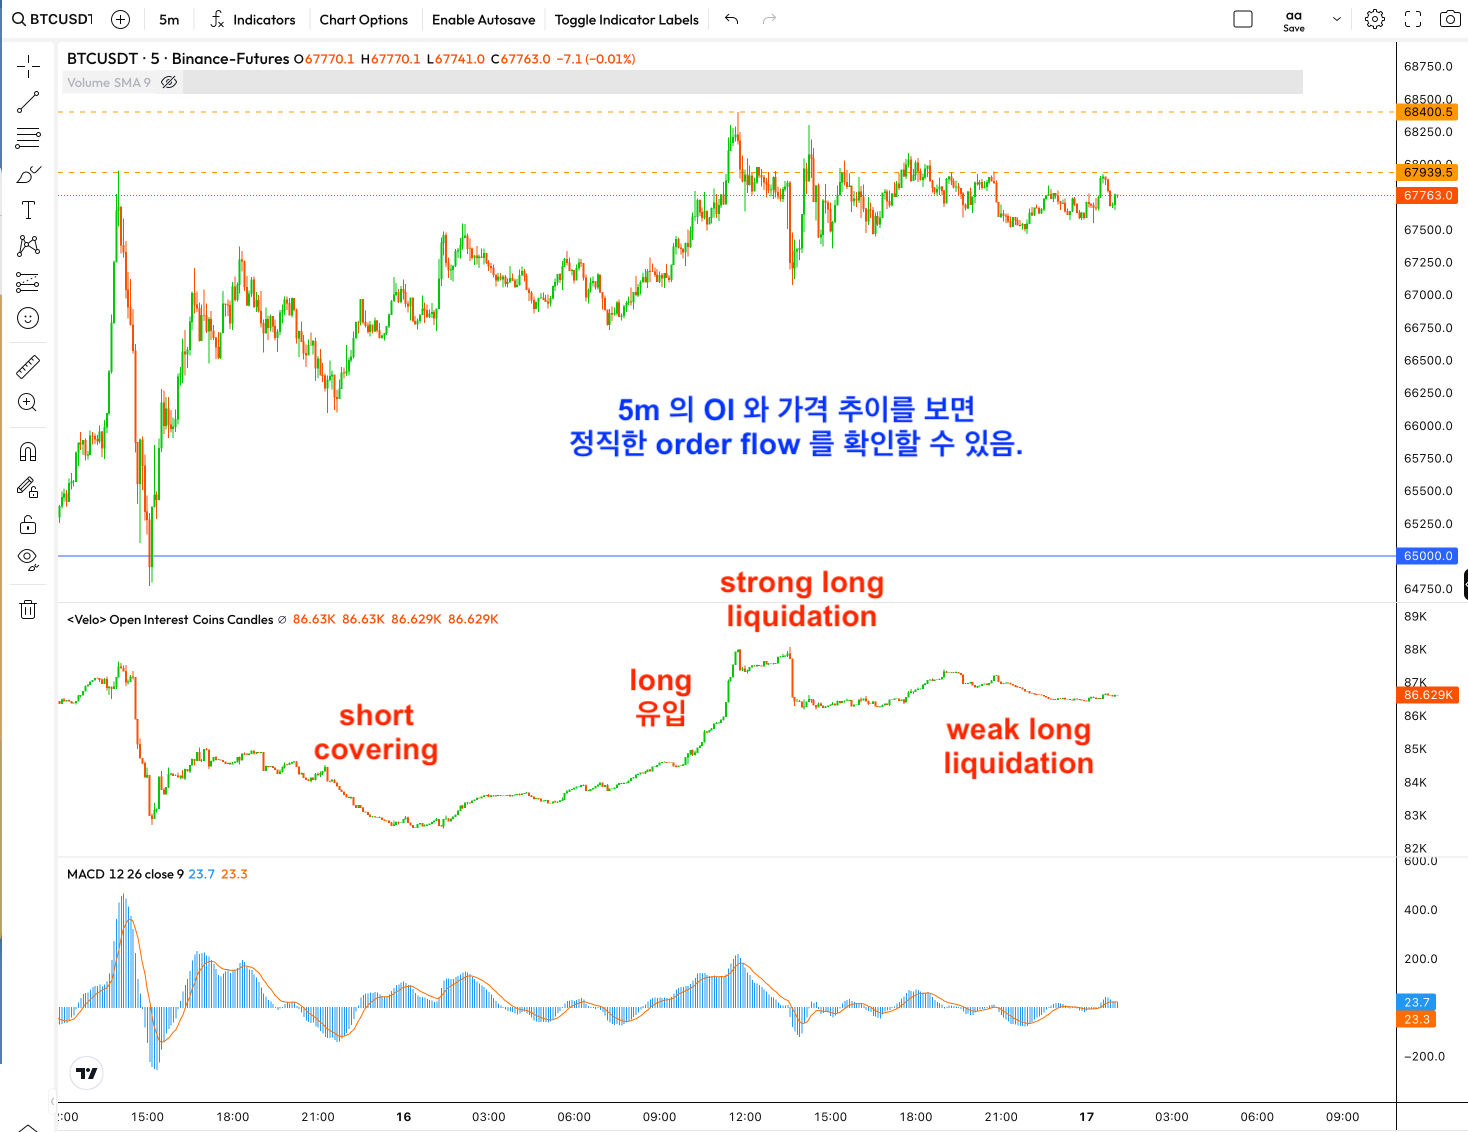 BTCUSDT
5m
Indicators
Chart Options
Enable Autosave
Toggle Indicator Labels
aa
Save
BTCUSDT · 5 · Binance-Futures O67770.1 H67770.1 L67741.0 C67763.0 −7.1 (−0.01%)
Volume SMA 9
68750.0
68500.0
68400.5
68250.0
68000.0
67939.5
67763.0
67500.0
67250.0
67000.0
66750.0
66500.0
66250.0
66000.0
65750.0
65500.0
65250.0
65000.0
64750.0
5m 의 OI 와 가격 추이를 보면
정직한 order flow 를 확인할 수 있음.
<Velo> Open Interest Coins Candles ∅ 86.63K 86.63K 86.629K 86.629K
strong long
liquidation
long
유입
short
covering
weak long
liquidation
89K
88K
87K
86.629K
86K
85K
84K
83K
82K
MACD 12 26 close 9 23.7 23.3
600.0
400.0
200.0
23.7
23.3
−200.0
:00
15:00
18:00
21:00
16
03:00
06:00
09:00
12:00
15:00
18:00
21:00
17
03:00
06:00
09:00